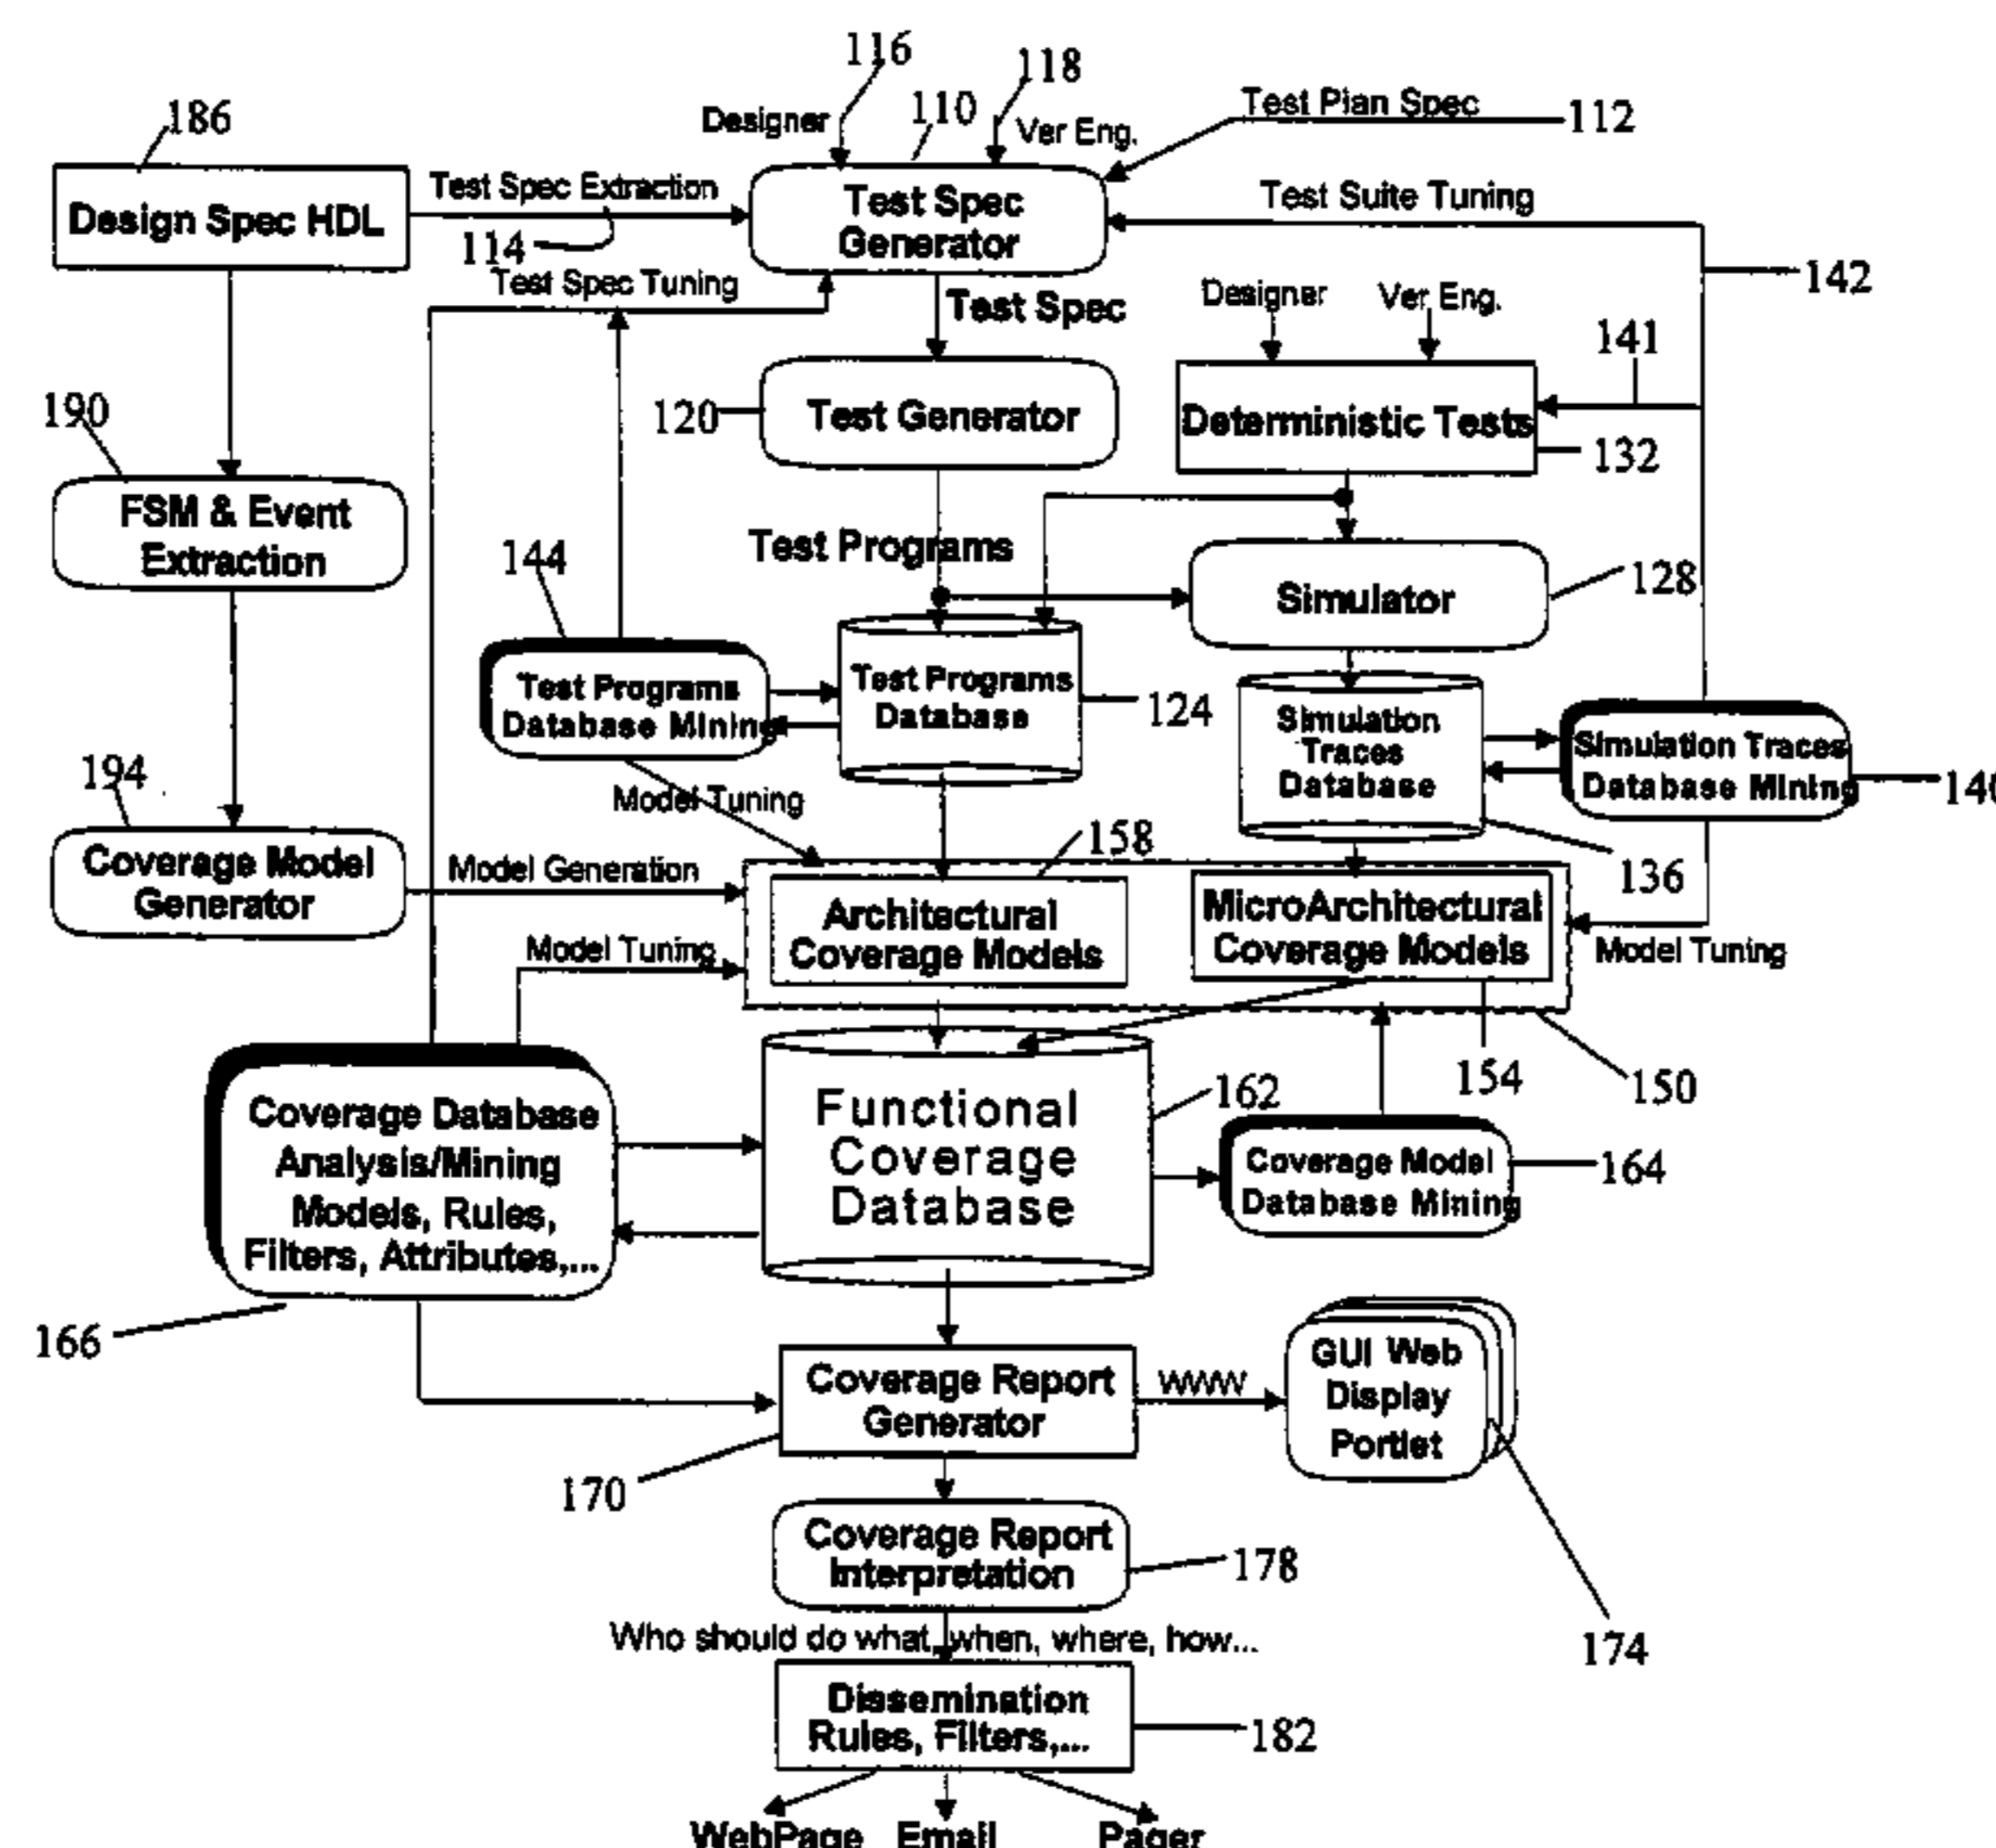 116
118
110
186
Designer
Ver Eng.
Test Plan Spec
112
Design Spec HDL
Test Spec Extraction
114
Test Spec
Generator
Test Suite Tuning
142
Test Spec Tuning
Test Spec
Designer
Ver Eng.
141
190
120
Test Generator
Deterministic Tests
132
FSM & Event
Extraction
144
Test Programs
Simulator
128
Test Programs
Database Mining
Test Programs
Database
124
Simulation
Traces
Database
Simulation Traces
Database Mining
194
Model Tuning
158
136
Coverage Model
Generator
Model Generation
Architectural
Coverage Models
MicroArchitectural
Coverage Models
Model Tuning
Model Tuning
154
150
Coverage Database
Analysis/Mining
Models, Rules,
Filters, Attributes,...
166
Functional
Coverage
Database
162
Coverage Model
Database Mining
164
Coverage Report
Generator
170
WWW
GUI Web
Display
Portlet
174
Coverage Report
Interpretation
178
Who should do what, when, where, how...
Dissemination
Rules, Filters,...
182
WebPage
Email
Pager